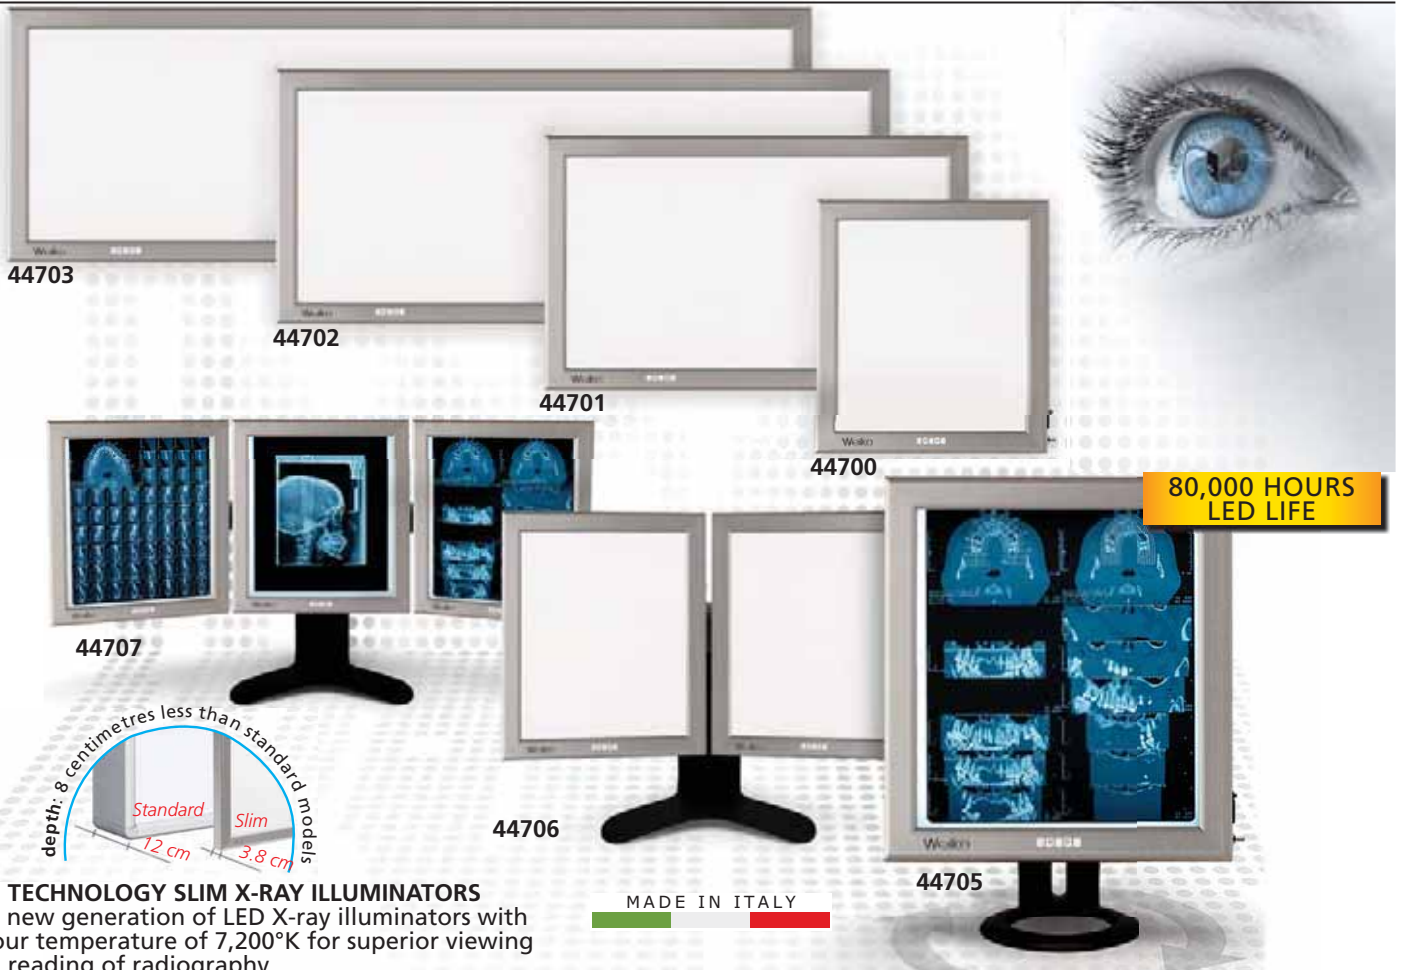 44703
44702
44701
44700
Wesko
80,000 HOURS
LED LIFE
44707
depth: 8 centimetres less than standard models
Standard
Slim
12 cm
3.8 cm
44706
44705
MADE IN ITALY
TECHNOLOGY SLIM X-RAY ILLUMINATORS
new generation of LED X-ray illuminators with
our temperature of 7,200°K for superior viewing
reading of radiography